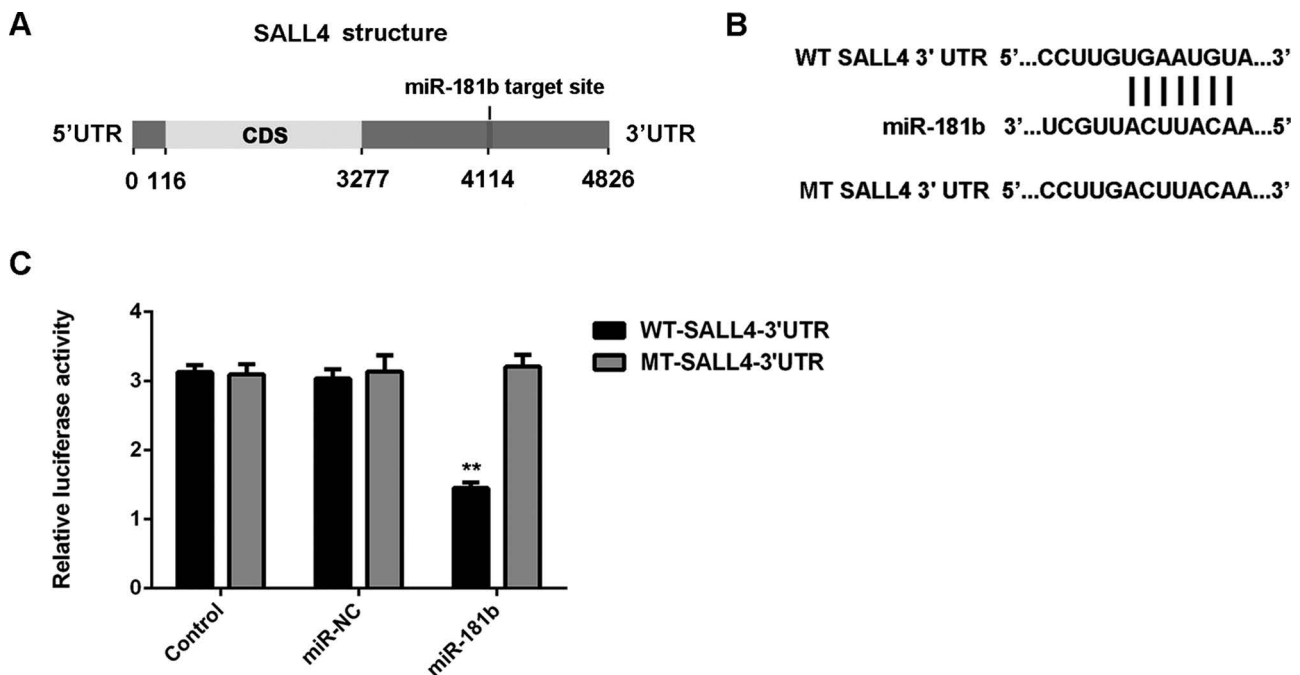 A
SALL4 structure
miR-181b target site
5'UTR
CDS
3'UTR
0 116 3277 4114 4826
B
WT SALL4 3' UTR 5'...CCUUGUGAAUGUA...3'
miR-181b 3'...UCGUUACUUACAA...5'
MT SALL4 3' UTR 5'...CCUUGACUUACAA...3'
C
Relative luciferase activity
4
3
2
1
0
**
Control
miR-NC
miR-181b
WT-SALL4-3'UTR
MT-SALL4-3'UTR